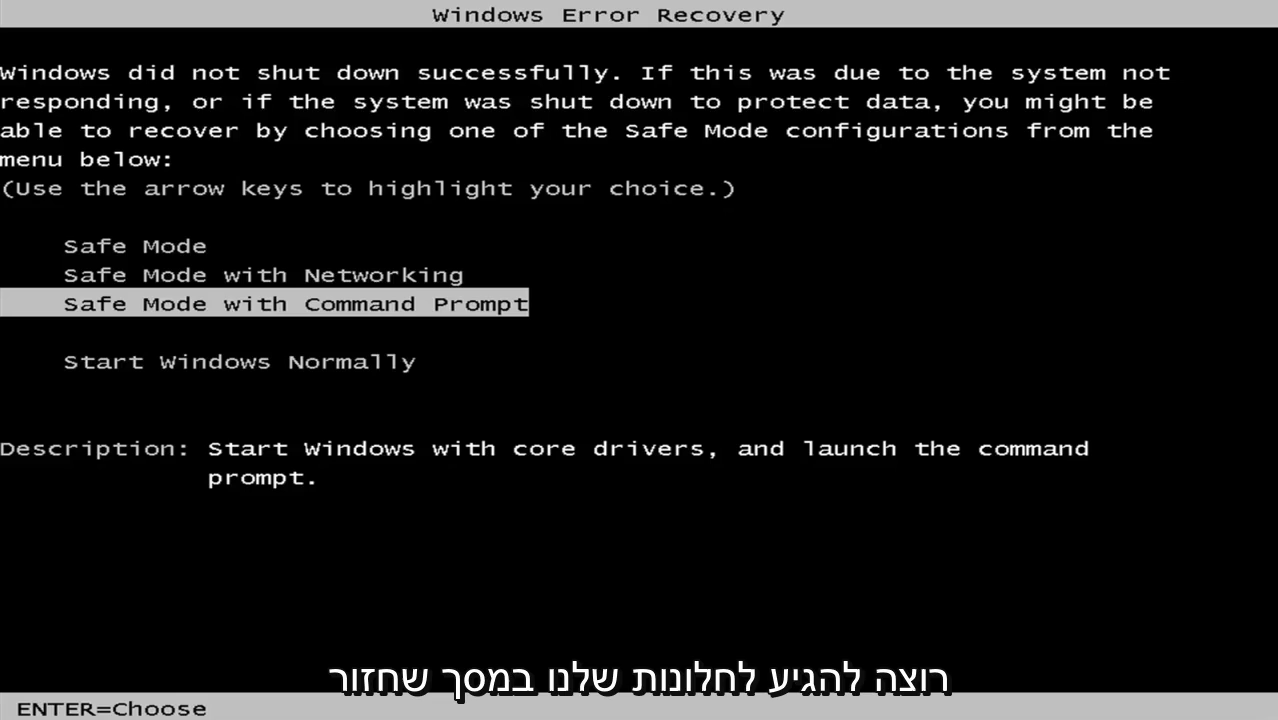 Windows Error Recovery
Windows did not shut down successfully. If this was due to the system not
responding, or if the system was shut down to protect data, you might be
able to recover by choosing one of the Safe Mode configurations from the
menu below:
(Use the arrow keys to highlight your choice.)
Safe Mode
Safe Mode with Networking
Safe Mode with Command Prompt
Start Windows Normally
Description: Start Windows with core drivers, and launch the command
prompt.
רוצה להגיע לחלונות שלנו במסך שחזור
ENTER=Choose